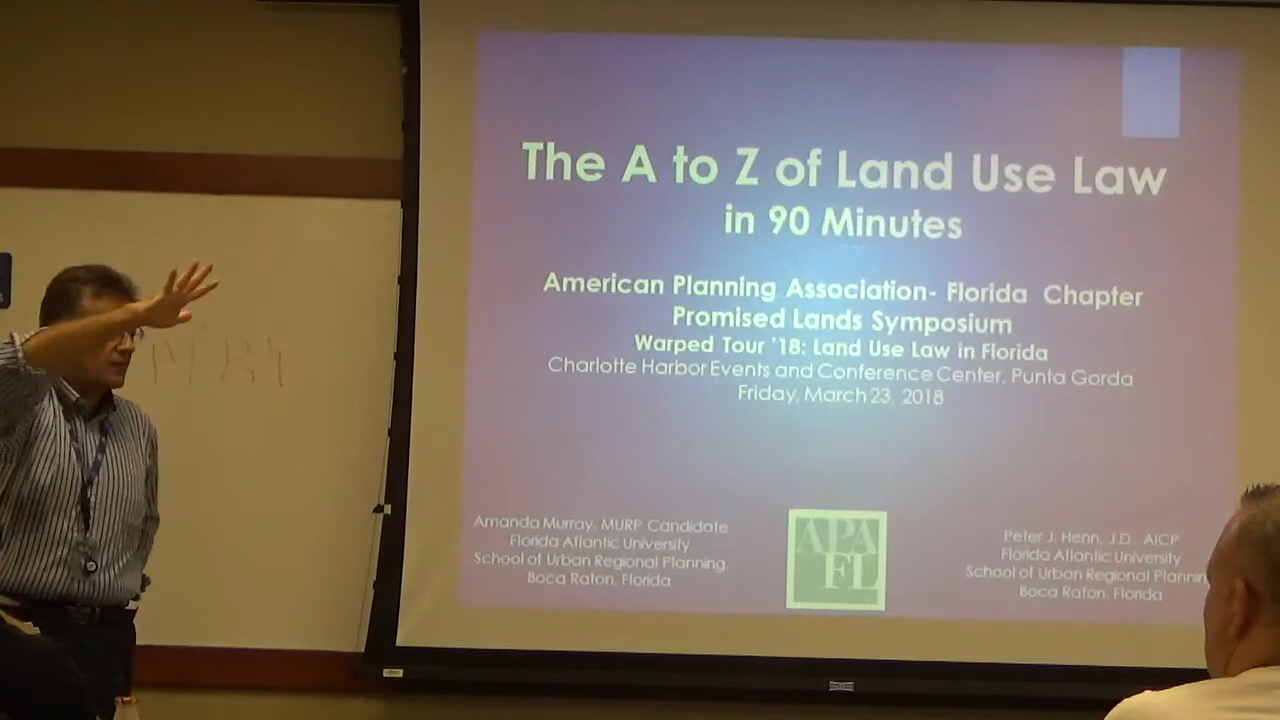 The A to Z of Land Use Law
in 90 Minutes
American Planning Association- Florida Chapter
Promised Lands Symposium
Warped Tour '18: Land Use Law in Florida
Charlotte Harbor Events and Conference Center, Punta Gorda
Friday, March 23, 2018
Amanda Murray, MURP Candidate
Florida Atlantic University
School of Urban Regional Planning
Boca Raton, Florida
APA
FL
Peter J. Henn, J.D. AICP
Florida Atlantic University
School of Urban Regional Plannin
Boca Raton, Florida